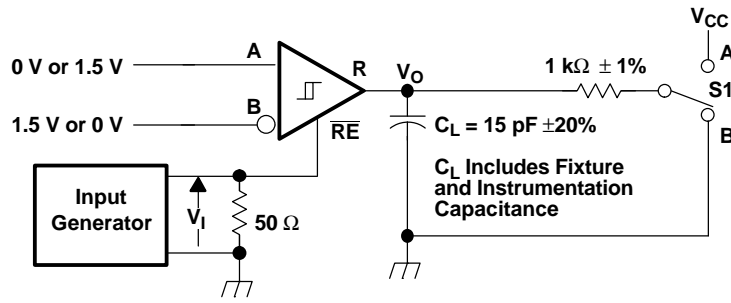 V_CC
A
0 V or 1.5 V
A
R
V_O
1 kΩ ± 1%
S1
B
1.5 V or 0 V
R̅E̅
C_L = 15 pF ±20%
B
C_L Includes Fixture
and Instrumentation
Capacitance
Input
Generator
V_I
50 Ω